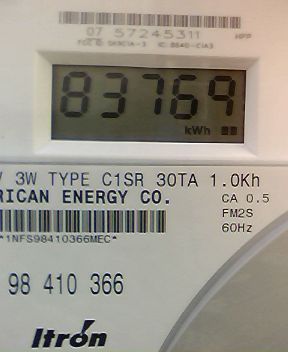 07 57245311
83769
kWh
V 3W TYPE C1SR 30TA 1.0Kh
RICAN ENERGY CO.
CA 0.5
FM2S
60Hz
*1NFS98410366MEC*
98 410 366
Itrón